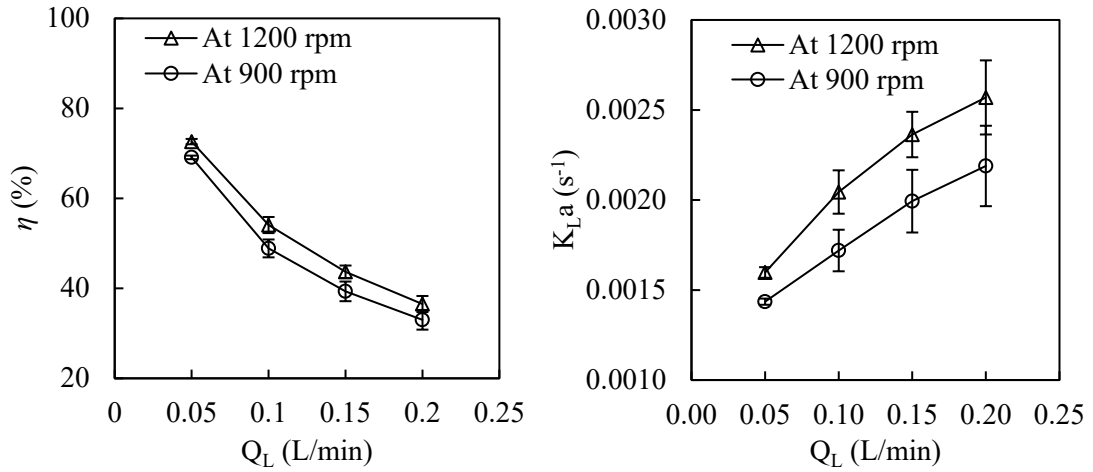 100
80
60
40
20
η (%)
At 1200 rpm
At 900 rpm
0 0.05 0.1 0.15 0.2 0.25
Q_L (L/min)
0.0030
0.0025
0.0020
0.0015
0.0010
K_La (s⁻¹)
At 1200 rpm
At 900 rpm
0.00 0.05 0.10 0.15 0.20 0.25
Q_L (L/min)